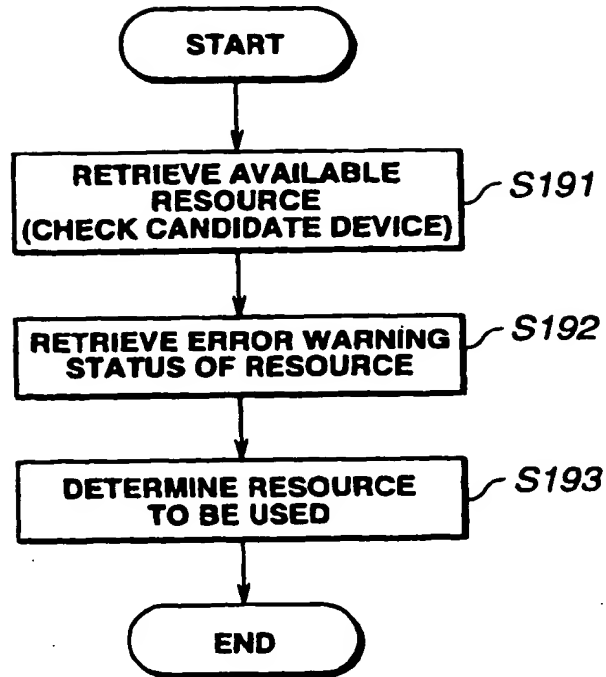 START
RETRIEVE AVAILABLE
RESOURCE
(CHECK CANDIDATE DEVICE)
S191
RETRIEVE ERROR WARNING
STATUS OF RESOURCE
S192
DETERMINE RESOURCE
TO BE USED
S193
END